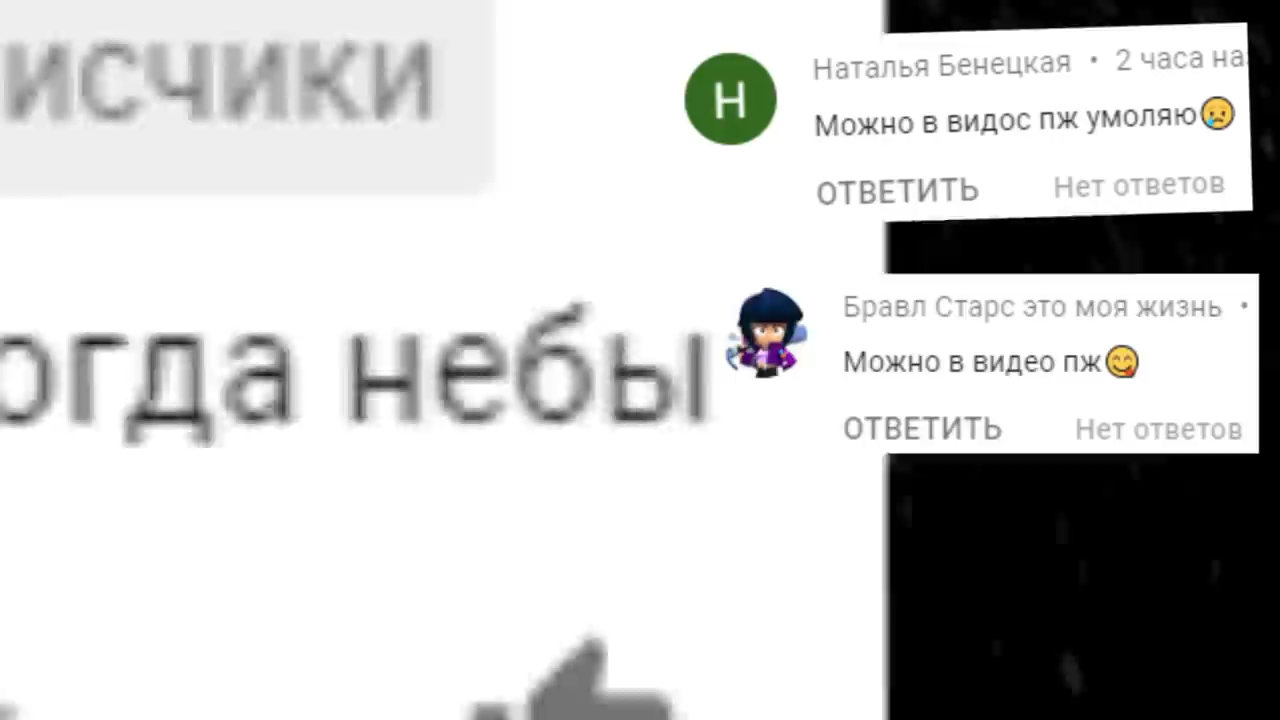 исчики
огда небы
Наталья Бенецкая • 2 часа на
Можно в видос пж умоляю😢
ОТВЕТИТЬ Нет ответов
Бравл Старс это моя жизнь •
Можно в видео пж😋
ОТВЕТИТЬ Нет ответов